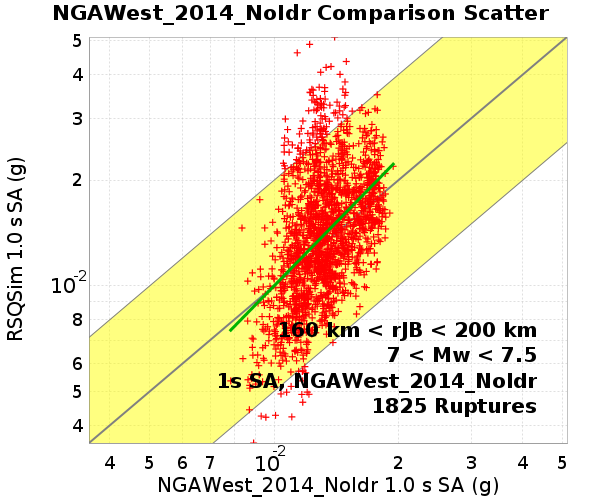 NGAWest_2014_NoIdr Comparison Scatter
5
4
3
2
10-2
8
6
5
4
RSQSim 1.0 s SA (g)
160 km < rJB < 200 km
7 < Mw < 7.5
1s SA, NGAWest_2014_NoIdr
1825 Ruptures
4 5 6 7 10-2 2 3 4 5
NGAWest_2014_NoIdr 1.0 s SA (g)